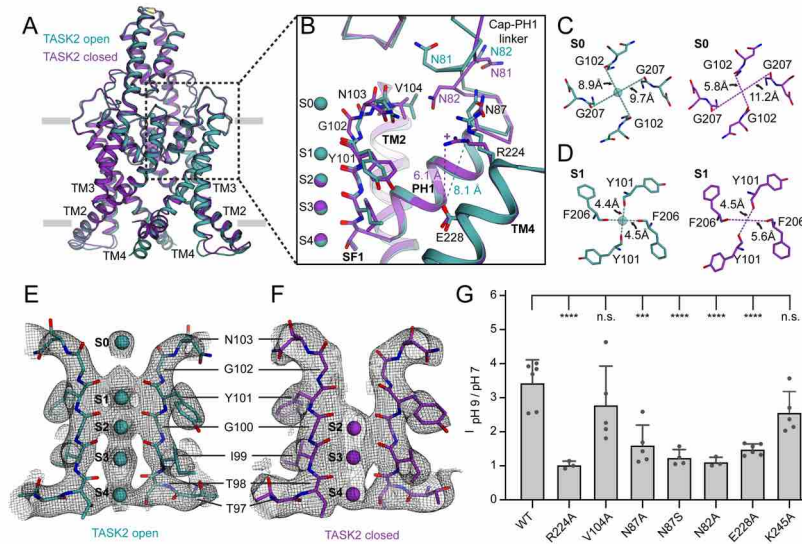 A
TASK2 open
TASK2 closed
TM3
TM2
TM4
TM3
TM2
TM4
B
Cap-PH1
linker
N81
N82
N81
N82
N103
V104
N87
S0
G102
R224
TM2
S1
Y101
6.1 Å
S2
PH1
8.1 Å
S3
TM4
E228
S4
SF1
C
S0
G102
G207
8.9Å
9.7Å
G207
G102
G102
G207
5.8Å
11.2Å
G207
G102
D
S1
Y101
4.4Å
F206
F206
4.5Å
Y101
S1
Y101
4.5Å
F206
F206
5.6Å
Y101
E
F
S0
N103
G102
S1
Y101
S2
G100
S2
S3
I99
S3
S4
T98
S4
T97
TASK2 open
TASK2 closed
G
I pH 9 / pH 7
6
5
4
3
2
1
0
**** n.s. *** **** **** **** n.s.
WT R224A V104A N87A N87S N82A E228A K245A